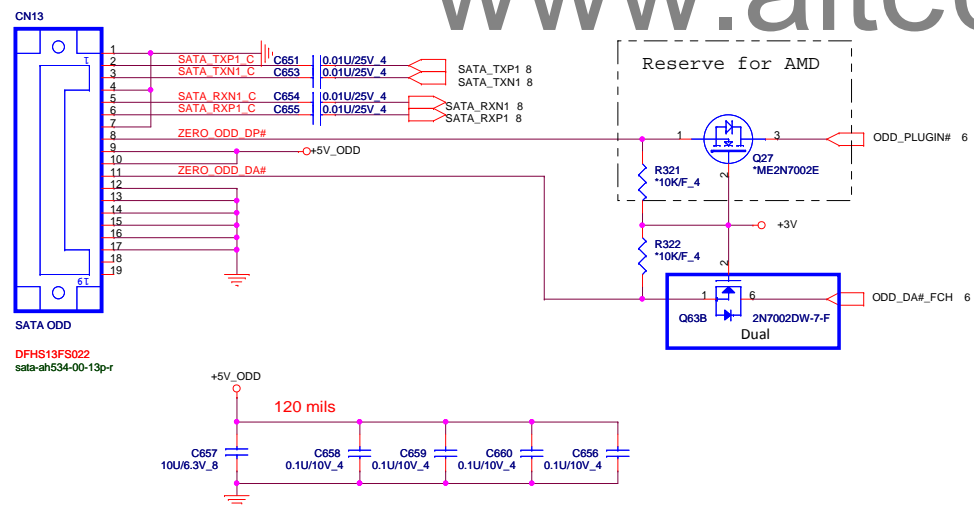 www.aitec
CN13
1
1
2
3
4
5
6
7
8
9
10
11
12
13
14
15
16
17
18
19
19
SATA_TXP1_C C651 0.01U/25V_4 SATA_TXP1 8
SATA_TXN1_C C653 0.01U/25V_4 SATA_TXN1 8
SATA_RXN1_C C654 0.01U/25V_4 SATA_RXN1 8
SATA_RXP1_C C655 0.01U/25V_4 SATA_RXP1 8
ZERO_ODD_DP#
+5V_ODD
ZERO_ODD_DA#
SATA ODD
DFHS13FS022
sata-ah534-00-13p-r
Reserve for AMD
1
3
2
Q27
*ME2N7002E
ODD_PLUGIN# 6
R321
*10K/F_4
+3V
R322
*10K/F_4
2
1
6
Q63B
2N7002DW-7-F
Dual
ODD_DA#_FCH 6
+5V_ODD
120 mils
C657
10U/6.3V_8
C658
0.1U/10V_4
C659
0.1U/10V_4
C660
0.1U/10V_4
C656
0.1U/10V_4